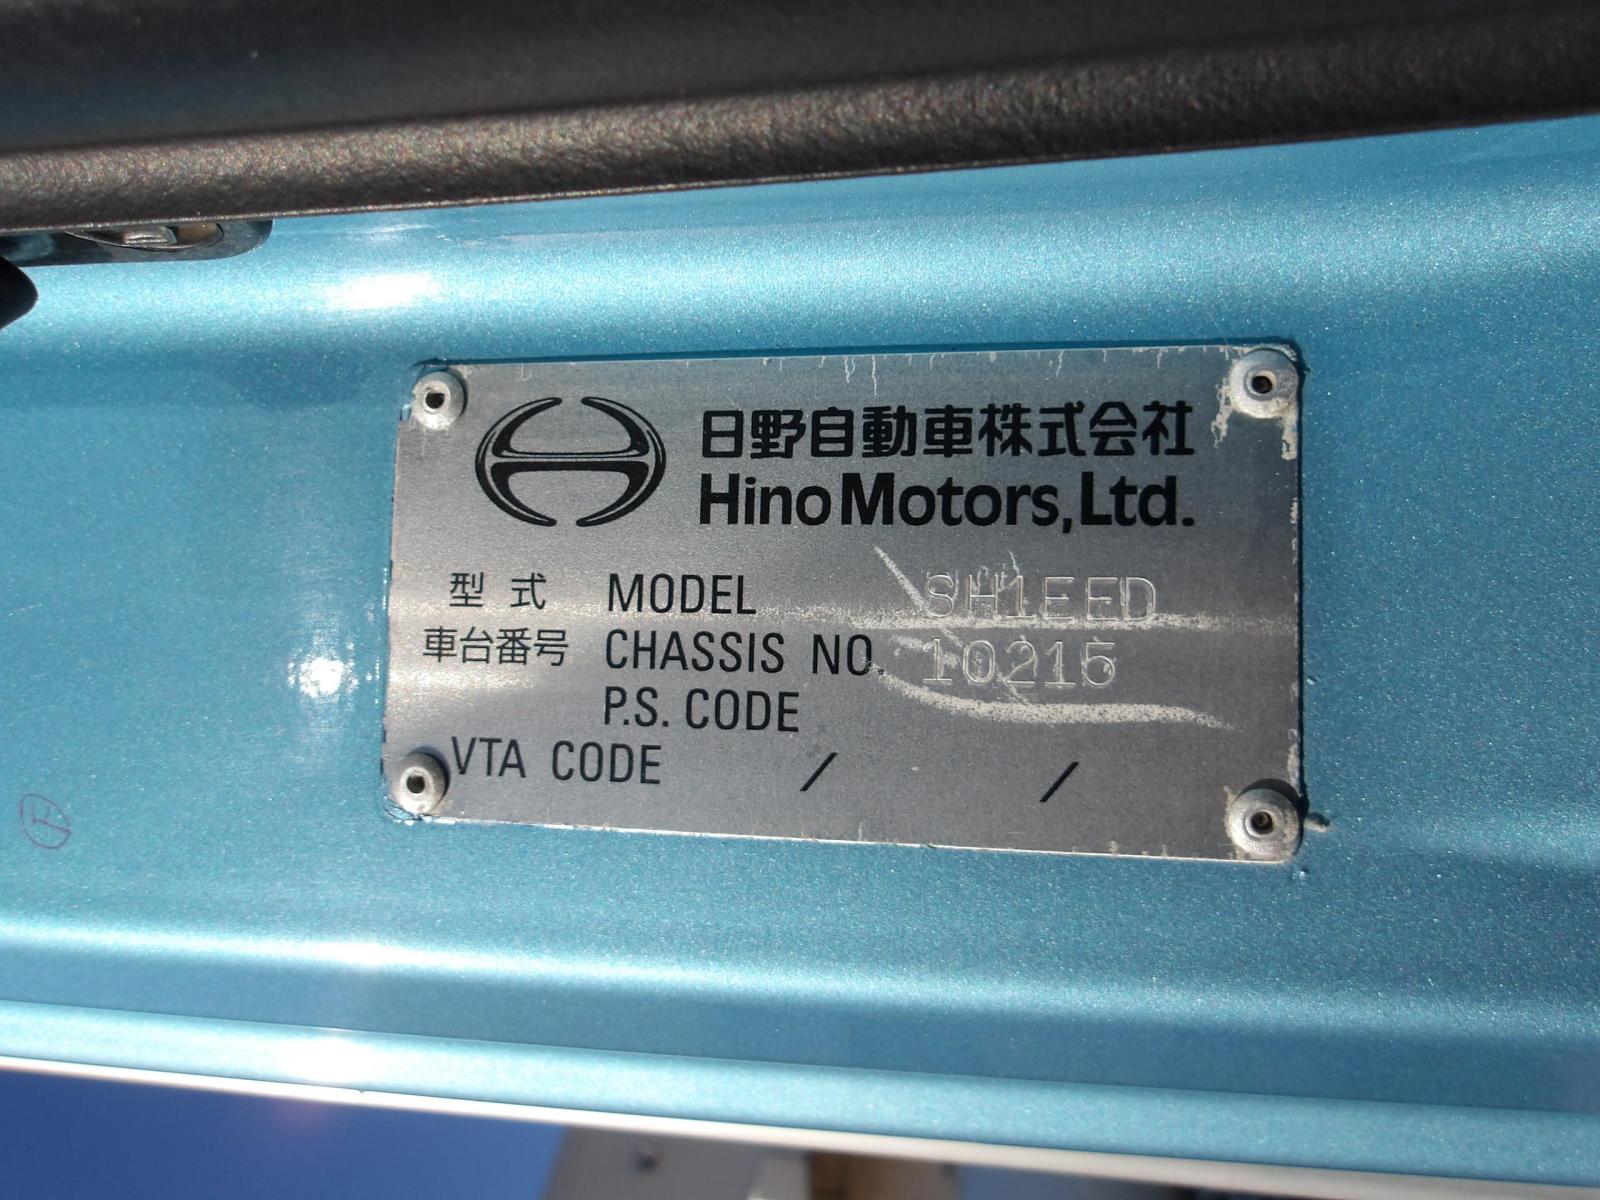 日野自動車株式会社
Hino Motors, Ltd.
型式 MODEL SH1EED
車台番号 CHASSIS NO. 10215
P.S. CODE
VTA CODE / /